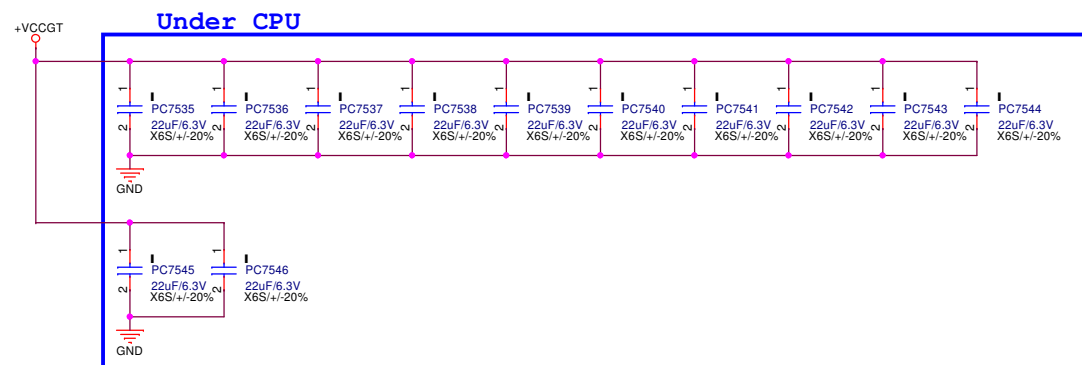 Under CPU
+VCCGT
1 1 1 1 1 1 1 1 1 1
I I I I I I I I I I
PC7535 PC7536 PC7537 PC7538 PC7539 PC7540 PC7541 PC7542 PC7543 PC7544
22uF/6.3V 22uF/6.3V 22uF/6.3V 22uF/6.3V 22uF/6.3V 22uF/6.3V 22uF/6.3V 22uF/6.3V 22uF/6.3V 22uF/6.3V
2 X6S/+/-20% 2 X6S/+/-20% 2 X6S/+/-20% 2 X6S/+/-20% 2 X6S/+/-20% 2 X6S/+/-20% 2 X6S/+/-20% 2 X6S/+/-20% 2 X6S/+/-20% 2 X6S/+/-20%
GND
1 1
I I
PC7545 PC7546
22uF/6.3V 22uF/6.3V
2 X6S/+/-20% 2 X6S/+/-20%
GND